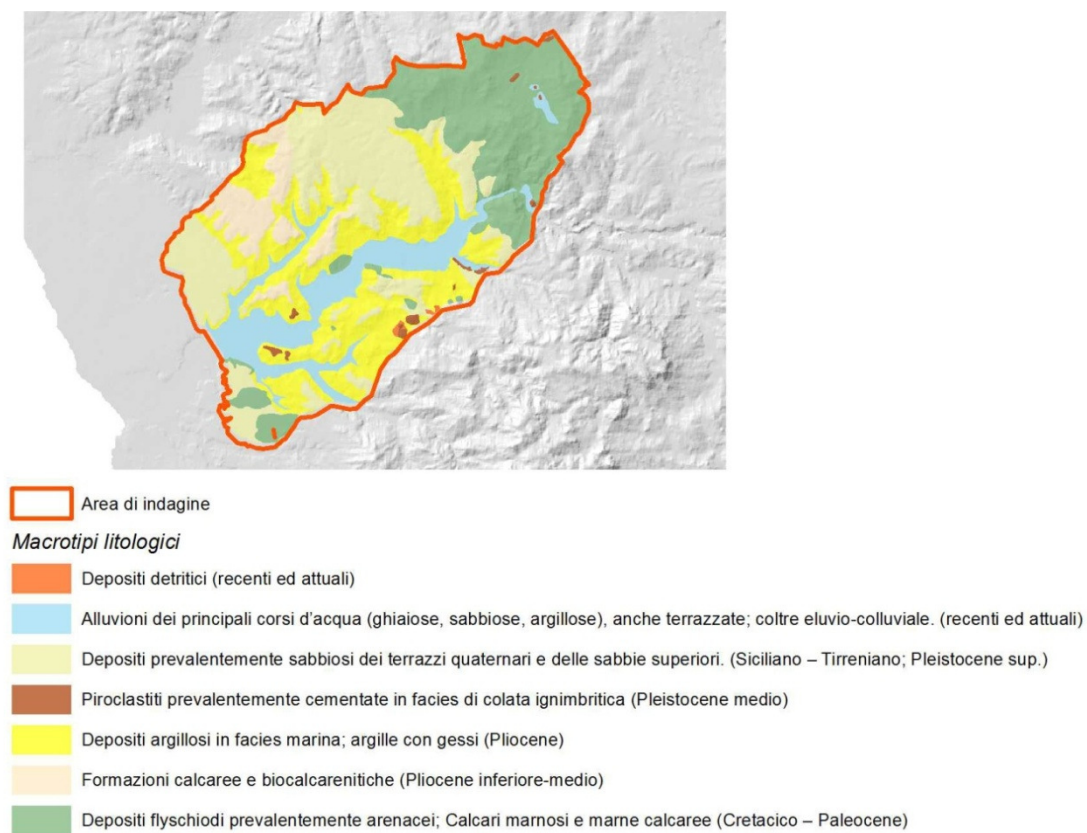 Area di indagine
Macrotipi litologici
Depositi detritici (recenti ed attuali)
Alluvioni dei principali corsi d'acqua (ghiaiose, sabbiose, argillose), anche terrazzate; coltre eluvio-colluviale. (recenti ed attuali)
Depositi prevalentemente sabbiosi dei terrazzi quaternari e delle sabbie superiori. (Siciliano – Tirreniano; Pleistocene sup.)
Piroclastiti prevalentemente cementate in facies di colata ignimbritica (Pleistocene medio)
Depositi argillosi in facies marina; argille con gessi (Pliocene)
Formazioni calcaree e biocalcarenitiche (Pliocene inferiore-medio)
Depositi flyschiodi prevalentemente arenacei; Calcari marnosi e marne calcaree (Cretacico – Paleocene)